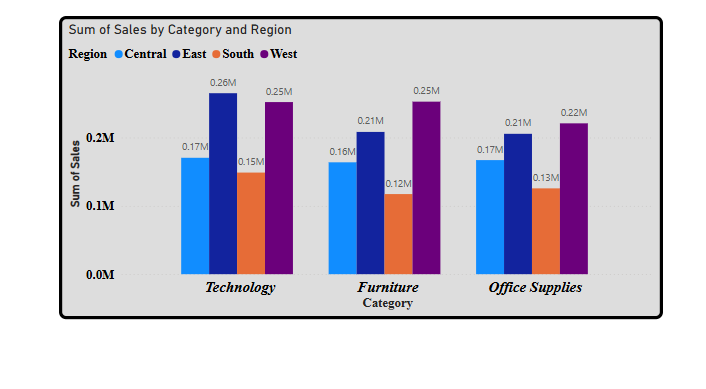 Sum of Sales by Category and Region
Region Central East South West
0.26M
0.25M
0.25M
0.22M
0.21M
0.21M
0.2M
0.17M
0.16M
0.17M
0.15M
0.12M
0.13M
Sum of Sales
0.1M
0.0M
Technology Furniture Office Supplies
Category